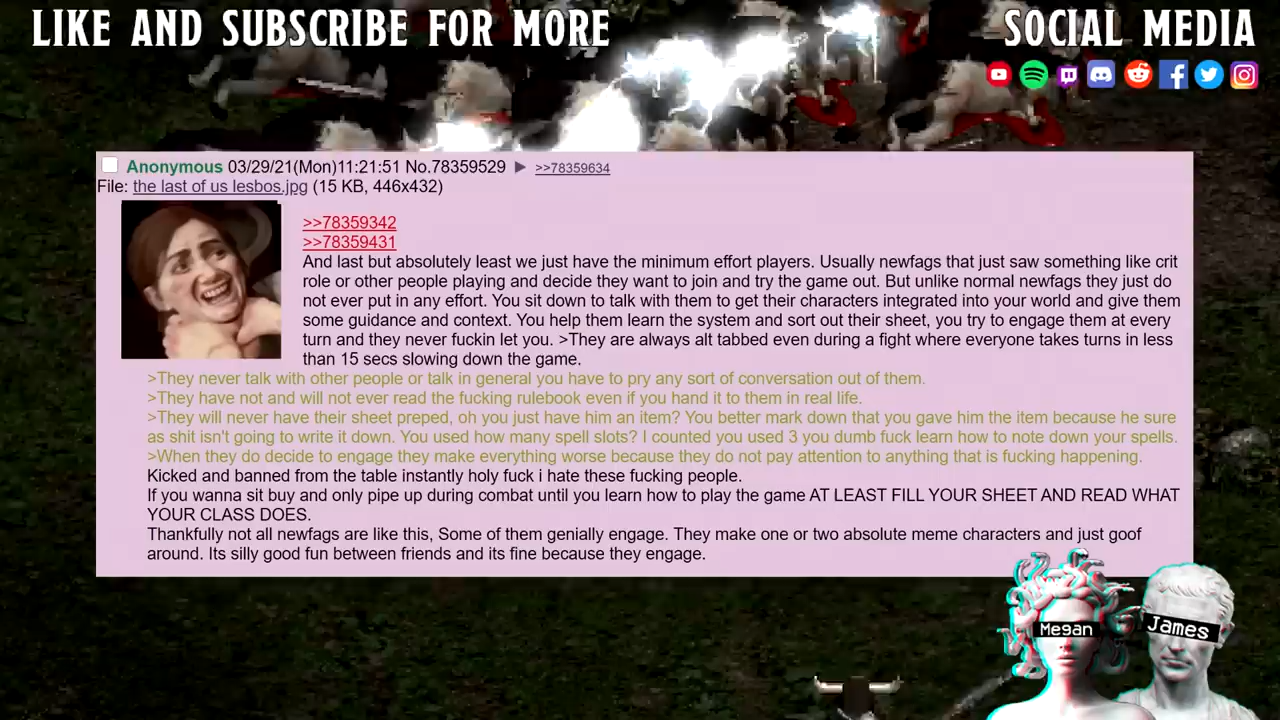 LIKE AND SUBSCRIBE FOR MORE
SOCIAL MEDIA
Anonymous 03/29/21(Mon)11:21:51 No.78359529 ▶ >>78359634
File: the last of us lesbos.jpg (15 KB, 446x432)
>>78359342
>>78359431
And last but absolutely least we just have the minimum effort players. Usually newfags that just saw something like crit
role or other people playing and decide they want to join and try the game out. But unlike normal newfags they just do
not ever put in any effort. You sit down to talk with them to get their characters integrated into your world and give them
some guidance and context. You help them learn the system and sort out their sheet, you try to engage them at every
turn and they never fuckin let you. >They are always alt tabbed even during a fight where everyone takes turns in less
than 15 secs slowing down the game.
>They never talk with other people or talk in general you have to pry any sort of conversation out of them.
>They have not and will not ever read the fucking rulebook even if you hand it to them in real life.
>They will never have their sheet preped, oh you just have him an item? You better mark down that you gave him the item because he sure
as shit isn't going to write it down. You used how many spell slots? I counted you used 3 you dumb fuck learn how to note down your spells.
>When they do decide to engage they make everything worse because they do not pay attention to anything that is fucking happening.
Kicked and banned from the table instantly holy fuck i hate these fucking people.
If you wanna sit buy and only pipe up during combat until you learn how to play the game AT LEAST FILL YOUR SHEET AND READ WHAT
YOUR CLASS DOES.
Thankfully not all newfags are like this, Some of them genially engage. They make one or two absolute meme characters and just goof
around. Its silly good fun between friends and its fine because they engage.
Megan
James